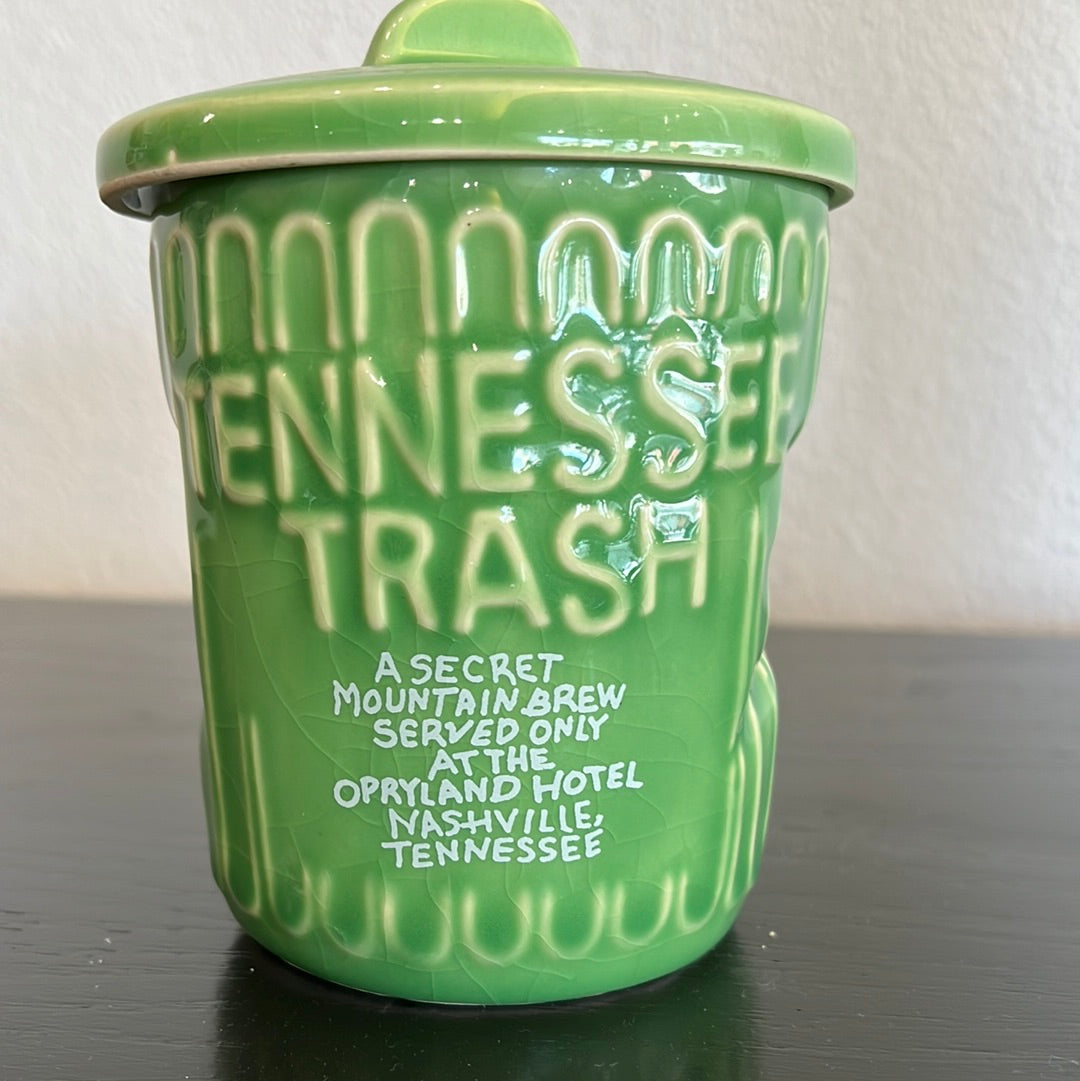 TENNESSEE
TRASH
A SECRET
MOUNTAIN BREW
SERVED ONLY
AT THE
OPRYLAND HOTEL
NASHVILLE,
TENNESSEE